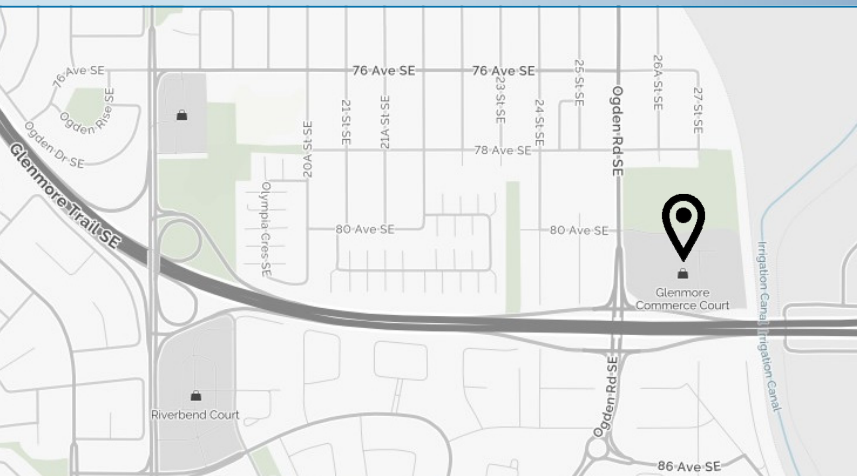 76 Ave SE
76 Ave SE
76 Ave SE
Ogden Rise SE
Ogden Dr SE
Glenmore Trail SE
20A St SE
21 St SE
21A St SE
23 St SE
24 St SE
25 St SE
Ogden Rd SE
26A St SE
27 St SE
78 Ave SE
Olympia Cres SE
80 Ave SE
80 Ave SE
Glenmore
Commerce Court
Irrigation Canal
Irrigation Canal
Riverbend Court
Ogden Rd SE
86 Ave SE